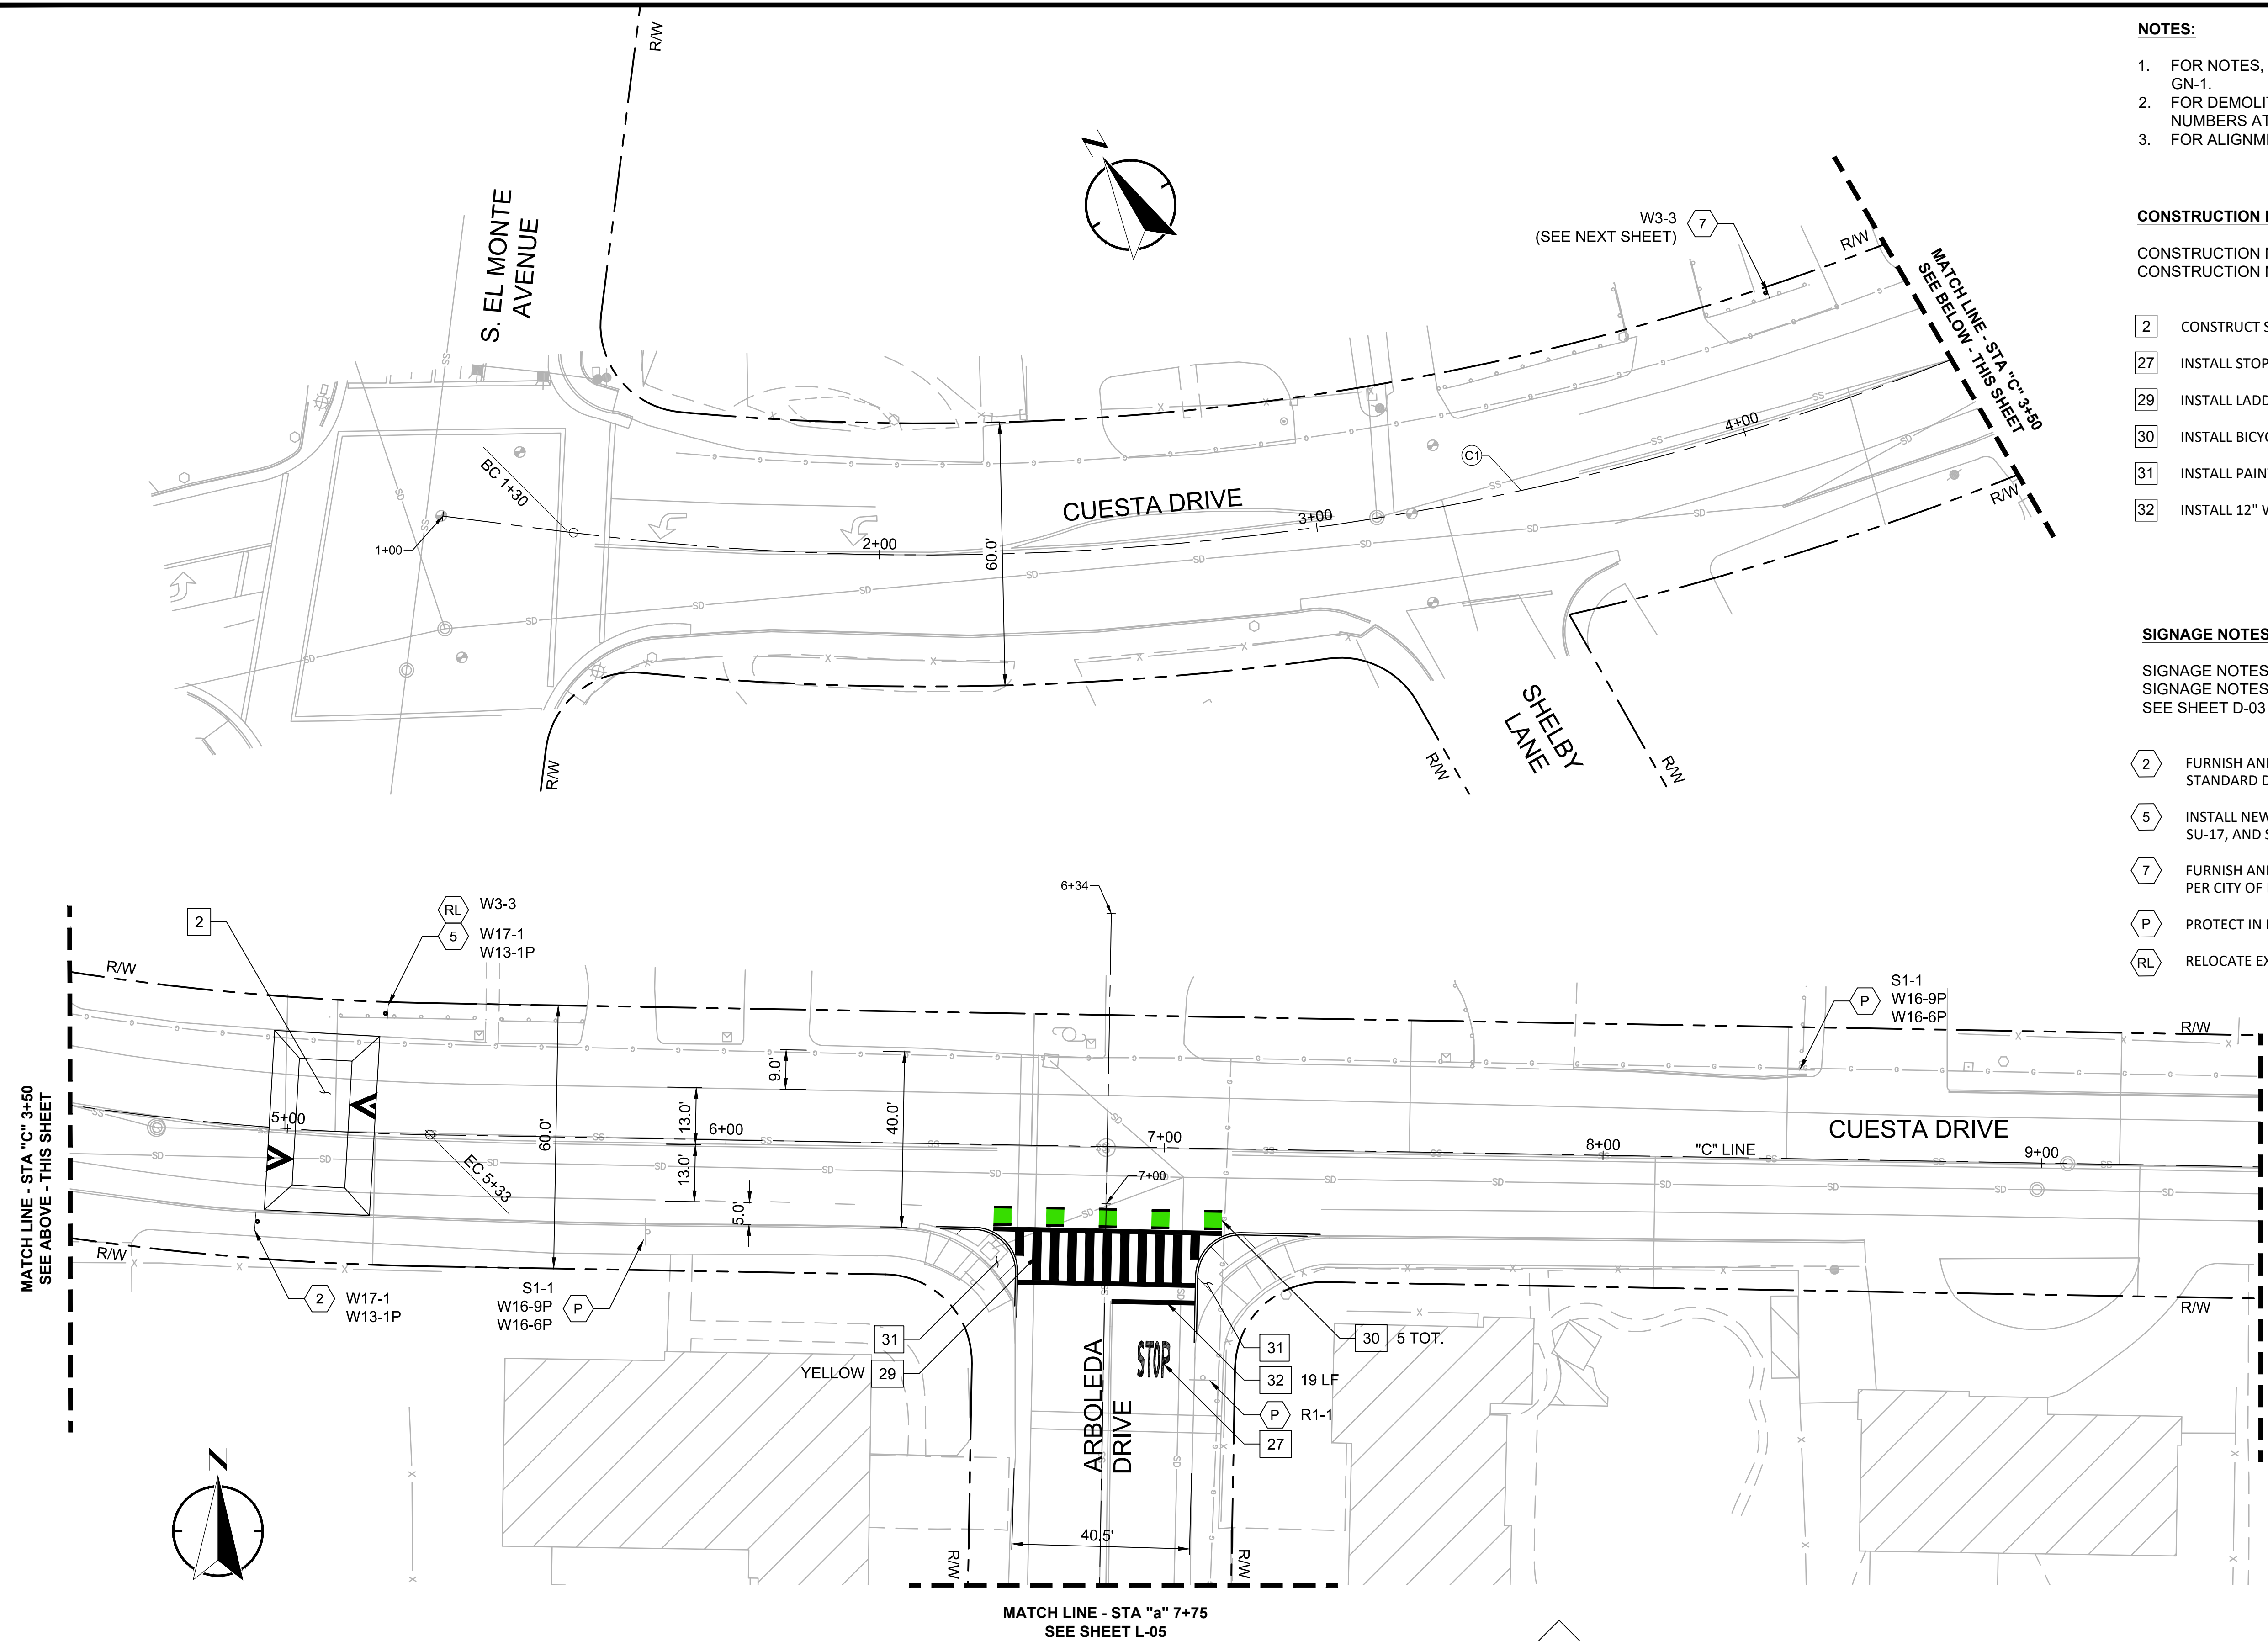 NOTES:
1. FOR NOTES,
GN-1.
2. FOR
NUMBERS
3. FOR
CONSTRUCTION
CONSTRUCTION
CONSTRUCTION
2 CONSTRUCT
27 INSTALL STOP
29 INSTALL
30 INSTALL
31 INSTALL
32 INSTALL 12"
SIGNAGE NOTES
SIGNAGE NOTES
SIGNAGE NOTES
SEE SHEET D-03
2 FURNISH
STANDARD
5 INSTALL
SU-17, AND
7 FURNISH
PER CITY OF
P PROTECT IN
RL RELOCATE
R/W
N
S. EL MONTE
AVENUE
W3-3
(SEE NEXT SHEET)
7
R/W
MATCH LINE - STA "C" 3+50
SEE BELOW - THIS SHEET
R/W
BC 1+30
1+00
2+00
CUESTA DRIVE
60.0'
3+00
C1
4+00
SS
SD
G
X
SHELBY
LANE
R/W
R/W
R/W
6+34
2
RL W3-3
5 W17-1
W13-1P
R/W
S1-1
P W16-9P
W16-6P
R/W
MATCH LINE - STA "C" 3+50
SEE ABOVE - THIS SHEET
5+00
EC 5+33
60.0'
13.0'
13.0'
5.0'
9.0'
40.0'
6+00
7+00
7+00
8+00
"C" LINE
CUESTA DRIVE
9+00
R/W
R/W
2 W17-1
W13-1P
S1-1
W16-9P
W16-6P
P
31
YELLOW 29
STOP
ARBOLEDA
DRIVE
30 5 TOT.
31
32 19 LF
P R1-1
27
40.5'
R/W
R/W
N
MATCH LINE - STA "a" 7+75
SEE SHEET L-05